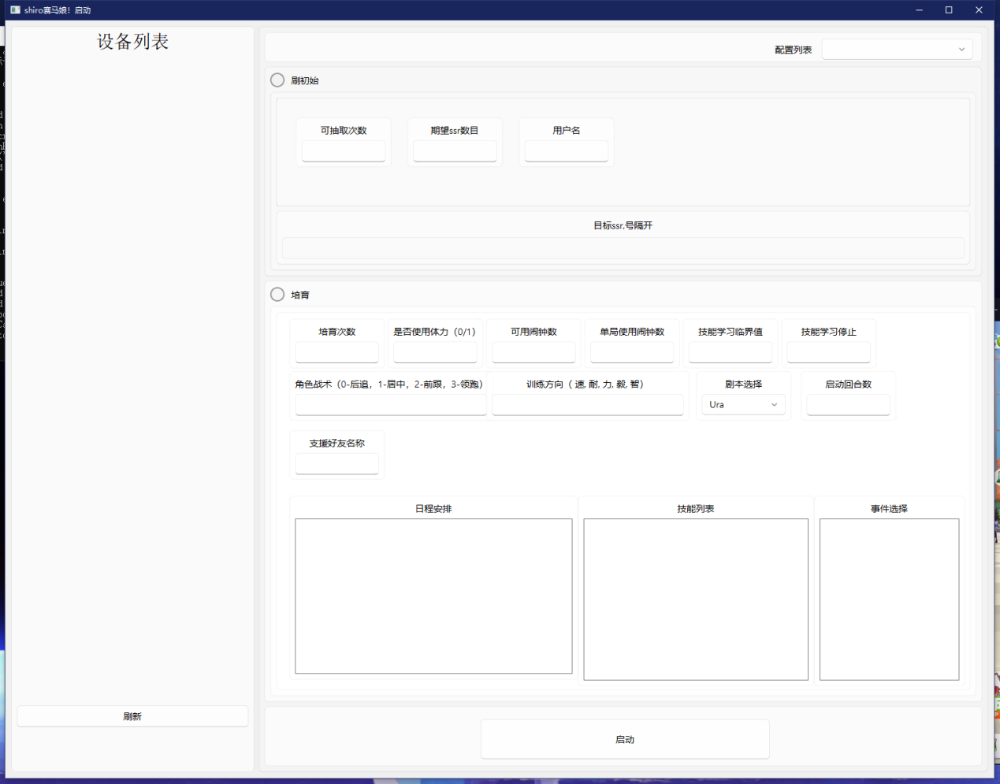 shiro赛马娘！启动
设备列表
配置列表
刷初始
可抽取次数
期望ssr数目
用户名
目标ssr,号隔开
培育
培育次数
是否使用体力（0/1）
可用闹钟数
单局使用闹钟数
技能学习临界值
技能学习停止
角色战术（0-后追，1-居中，2-前跟，3-领跑）
训练方向（ 速, 耐, 力, 毅, 智）
剧本选择
Ura
启动回合数
支援好友名称
日程安排
技能列表
事件选择
刷新
启动